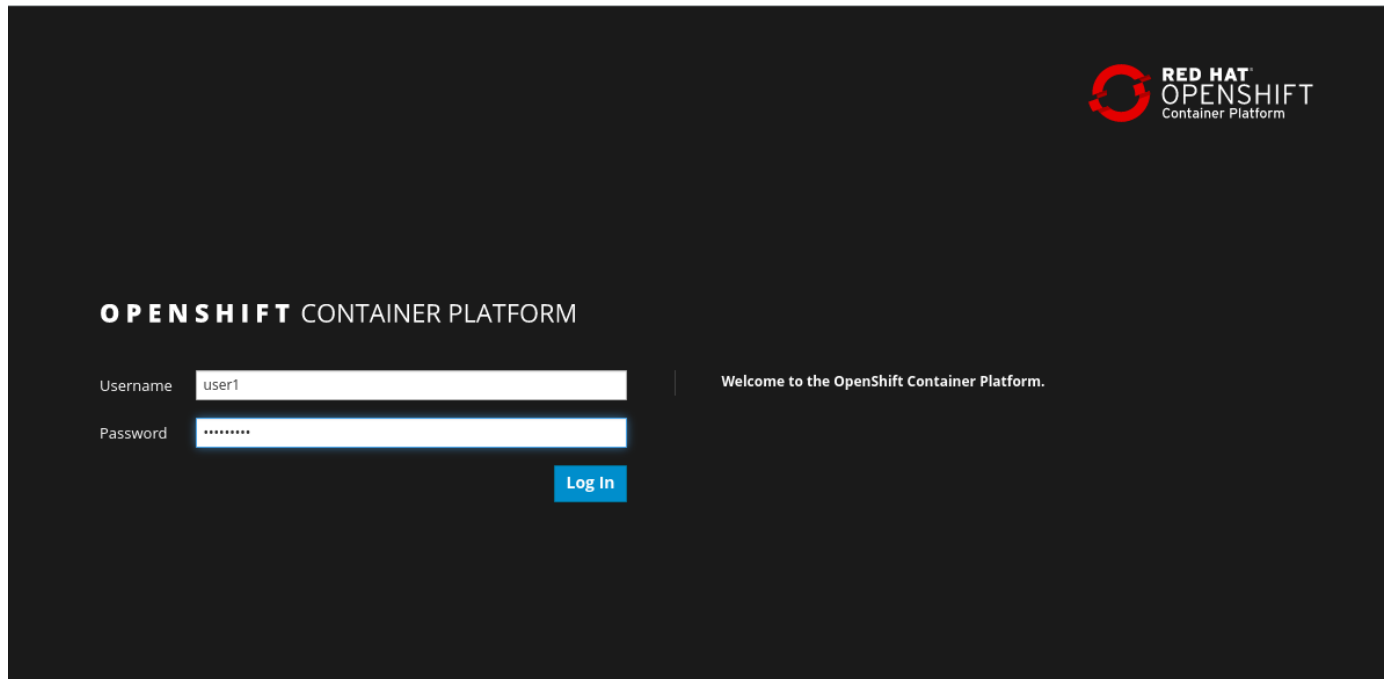 RED HAT®
OPENSHIFT
Container Platform
OPENSHIFT CONTAINER PLATFORM
Username user1
Welcome to the OpenShift Container Platform.
Password •••••••••
Log In